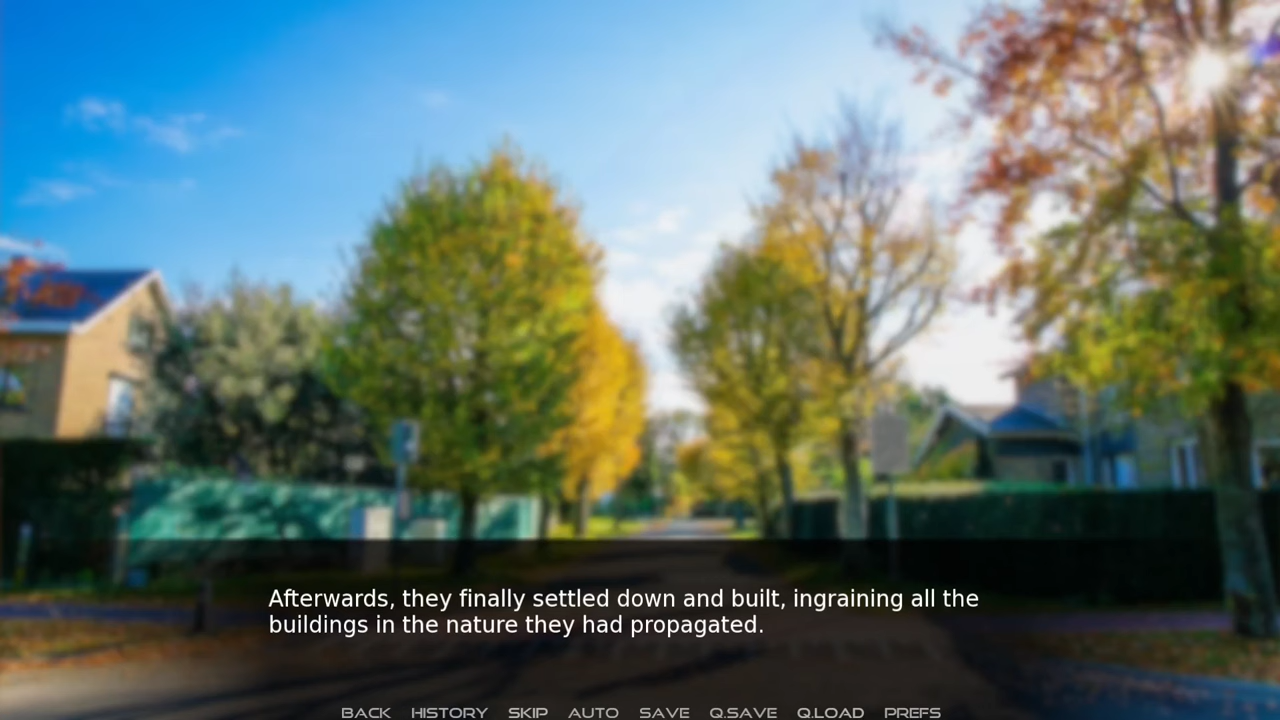 Afterwards, they finally settled down and built, ingraining all the
buildings in the nature they had propagated.
BACK HISTORY SKIP AUTO SAVE Q.SAVE Q.LOAD PREFS